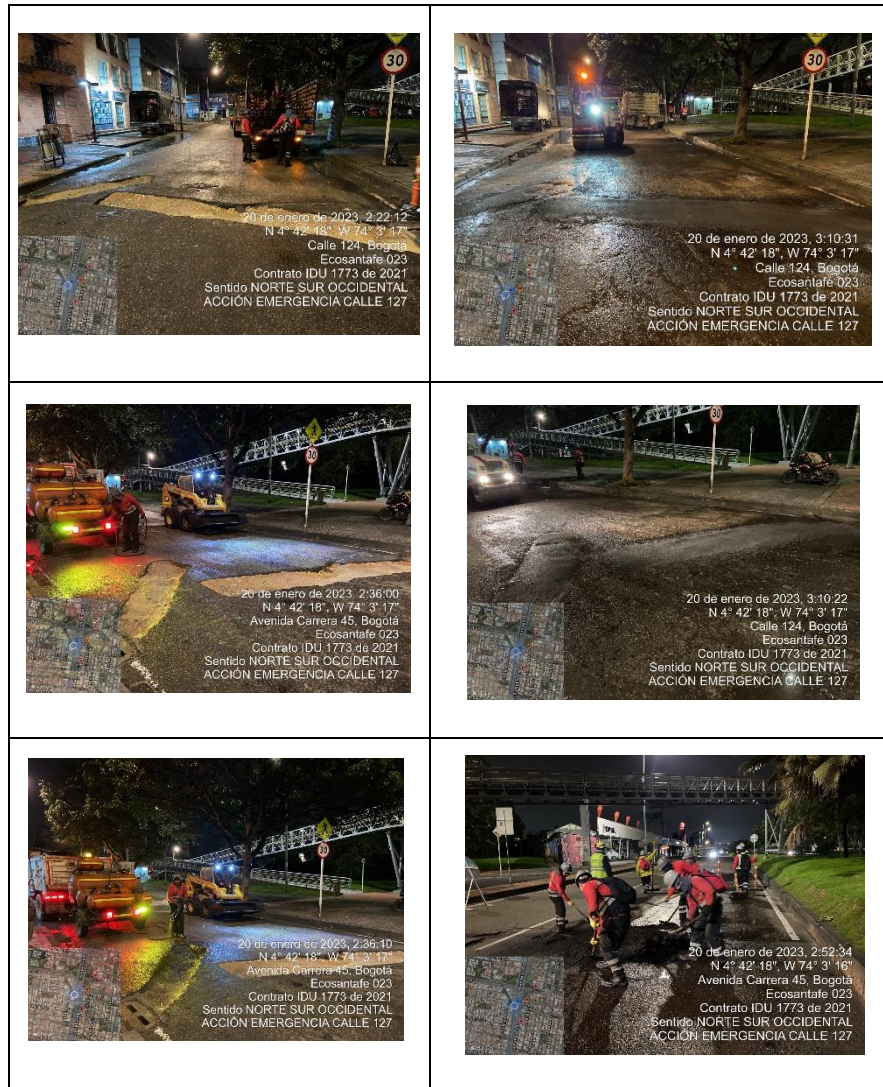 30
20 de enero de 2023, 2:22:12
N 4° 42' 18", W 74° 3' 17"
Calle 124, Bogotá
Ecosantafe 023
Contrato IDU 1773 de 2021
Sentido NORTE SUR OCCIDENTAL
ACCIÓN EMERGENCIA CALLE 127
30
20 de enero de 2023, 3:10:31
N 4° 42' 18", W 74° 3' 17"
Calle 124, Bogotá
Ecosantafe 023
Contrato IDU 1773 de 2021
Sentido NORTE SUR OCCIDENTAL
ACCIÓN EMERGENCIA CALLE 127
30
20 de enero de 2023, 2:36:00
N 4° 42' 18", W 74° 3' 17"
Avenida Carrera 45, Bogotá
Ecosantafe 023
Contrato IDU 1773 de 2021
Sentido NORTE SUR OCCIDENTAL
ACCIÓN EMERGENCIA CALLE 127
30
20 de enero de 2023, 3:10:22
N 4° 42' 18", W 74° 3' 17"
Calle 124, Bogotá
Ecosantafe 023
Contrato IDU 1773 de 2021
Sentido NORTE SUR OCCIDENTAL
ACCIÓN EMERGENCIA CALLE 127
30
20 de enero de 2023, 2:36:10
N 4° 42' 18", W 74° 3' 17"
Avenida Carrera 45, Bogotá
Ecosantafe 023
Contrato IDU 1773 de 2021
Sentido NORTE SUR OCCIDENTAL
ACCIÓN EMERGENCIA CALLE 127
20 de enero de 2023, 2:52:34
N 4° 42' 18", W 74° 3' 16"
Avenida Carrera 45, Bogotá
Ecosantafe 023
Contrato IDU 1773 de 2021
Sentido NORTE SUR OCCIDENTAL
ACCIÓN EMERGENCIA CALLE 127